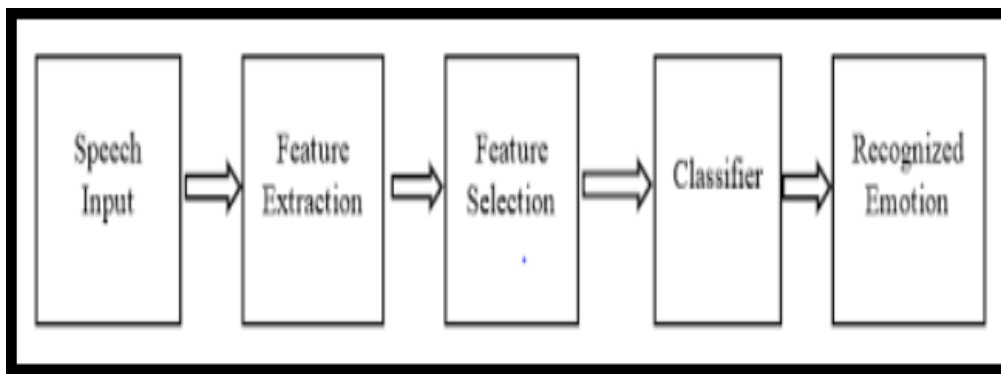 Speech
Input
Feature
Extraction
Feature
Selection
Classifier
Recognized
Emotion